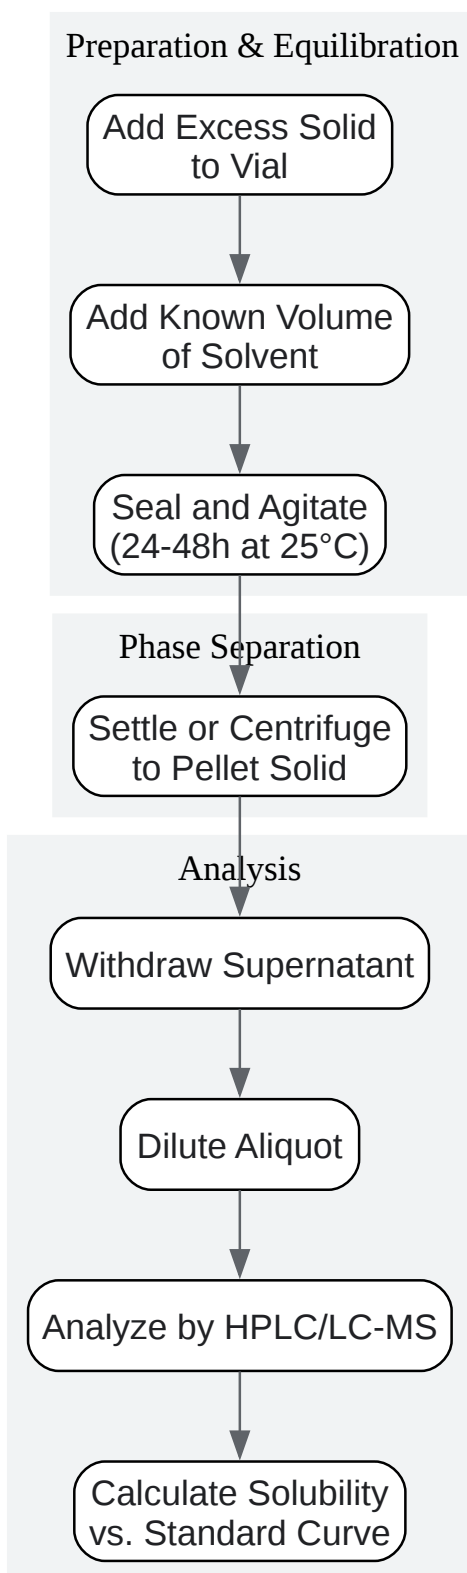 Preparation & Equilibration
Add Excess Solid
to Vial
Add Known Volume
of Solvent
Seal and Agitate
(24-48h at 25°C)
Phase Separation
Settle or Centrifuge
to Pellet Solid
Analysis
Withdraw Supernatant
Dilute Aliquot
Analyze by HPLC/LC-MS
Calculate Solubility
vs. Standard Curve